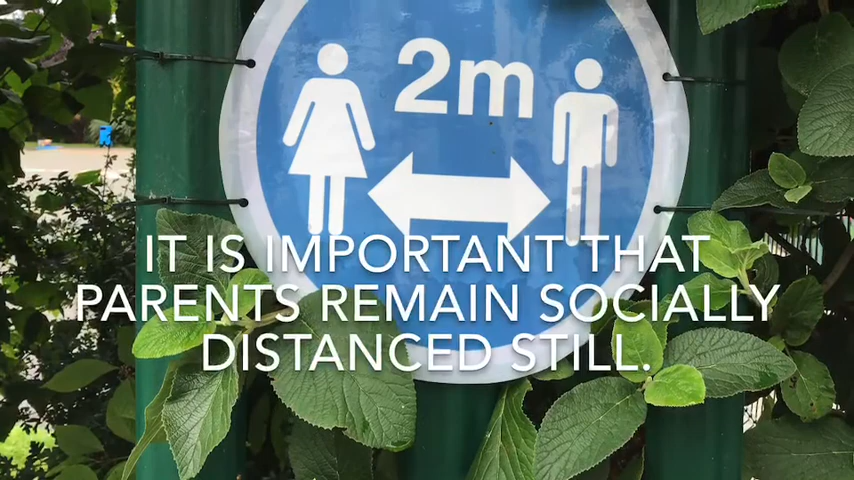 2m
IT IS IMPORTANT THAT
PARENTS REMAIN SOCIALLY
DISTANCED STILL.